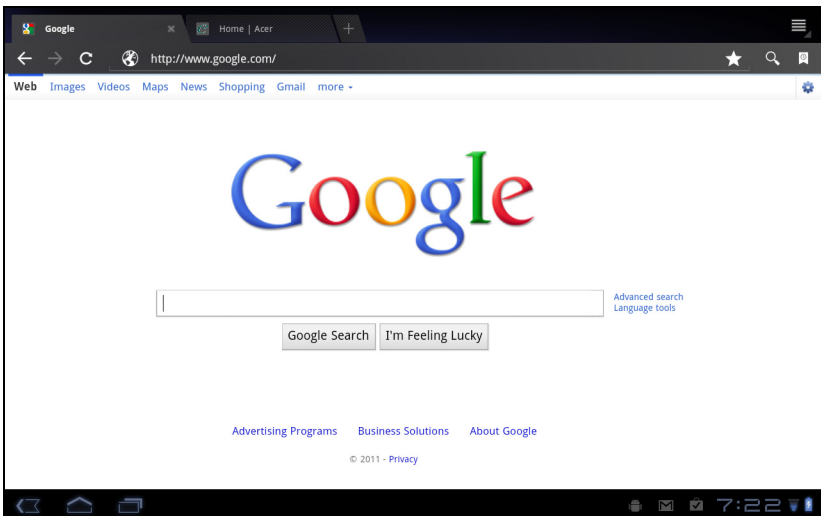 Google Home | Acer
http://www.google.com/
Web Images Videos Maps News Shopping Gmail more
Google
Advanced search
Language tools
Google Search I'm Feeling Lucky
Advertising Programs Business Solutions About Google
© 2011 - Privacy
7:22